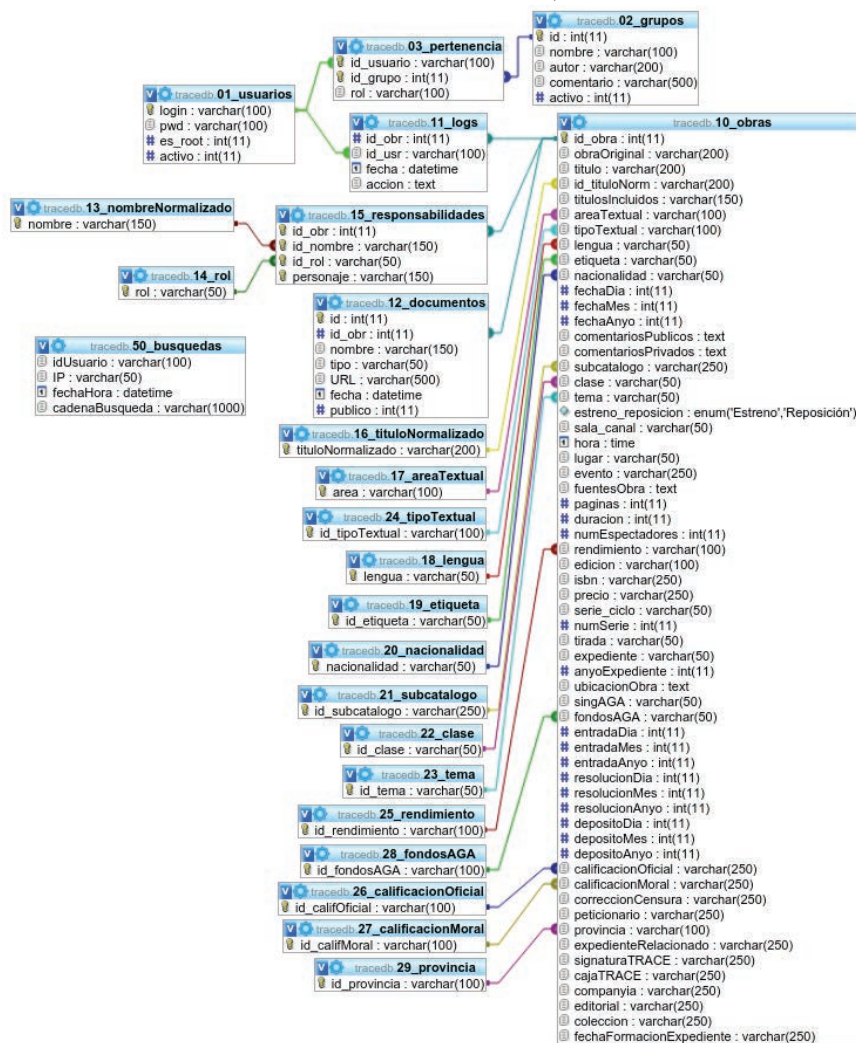 tracedb.02_grupos
id : int(11)
nombre : varchar(100)
autor : varchar(200)
comentario : varchar(500)
activo : int(11)
tracedb.03_pertenencia
id_usuario : varchar(100)
id_grupo : int(11)
rol : varchar(100)
tracedb.01_usuarios
login : varchar(100)
pwd : varchar(100)
es_root : int(11)
activo : int(11)
tracedb.11_logs
id_obr : int(11)
id_usr : varchar(100)
fecha : datetime
accion : text
tracedb.13_nombreNormalizado
nombre : varchar(150)
tracedb.15_responsabilidades
id_obr : int(11)
id_nombre : varchar(150)
id_rol : varchar(50)
personaje : varchar(150)
tracedb.14_rol
rol : varchar(50)
tracedb.12_documentos
id : int(11)
id_obr : int(11)
nombre : varchar(150)
tipo : varchar(50)
URL : varchar(500)
fecha : datetime
publico : int(11)
tracedb.50_busquedas
idUsuario : varchar(100)
IP : varchar(50)
fechaHora : datetime
cadenaBusqueda : varchar(1000)
tracedb.16_tituloNormalizado
tituloNormalizado : varchar(200)
tracedb.17_areaTextual
area : varchar(100)
tracedb.24_tipoTextual
id_tipoTextual : varchar(100)
tracedb.18_lengua
lengua : varchar(50)
tracedb.19_etiqueta
id_etiqueta : varchar(50)
tracedb.20_nacionalidad
nacionalidad : varchar(50)
tracedb.21_subcatalogo
id_subcatalogo : varchar(250)
tracedb.22_clase
id_clase : varchar(50)
tracedb.23_tema
id_tema : varchar(50)
tracedb.25_rendimiento
id_rendimiento : varchar(100)
tracedb.28_fondosAGA
id_fondosAGA : varchar(100)
tracedb.26_calificacionOficial
id_califOficial : varchar(100)
tracedb.27_calificacionMoral
id_califMoral : varchar(100)
tracedb.29_provincia
id_provincia : varchar(100)
tracedb.10_obras
id_obra : int(11)
obraOriginal : varchar(200)
titulo : varchar(200)
id_tituloNorm : varchar(200)
titulosIncluidos : varchar(150)
areaTextual : varchar(100)
tipoTextual : varchar(100)
lengua : varchar(50)
etiqueta : varchar(50)
nacionalidad : varchar(50)
fechaDia : int(11)
fechaMes : int(11)
fechaAnyo : int(11)
comentariosPublicos : text
comentariosPrivados : text
subcatalogo : varchar(250)
clase : varchar(50)
tema : varchar(50)
estreno_reposicion : enum('Estreno','Reposición')
sala_canal : varchar(50)
hora : time
lugar : varchar(50)
evento : varchar(250)
fuentesObra : text
paginas : int(11)
duracion : int(11)
numEspectadores : int(11)
rendimiento : varchar(100)
edicion : varchar(100)
isbn : varchar(250)
precio : varchar(250)
serie_ciclo : varchar(50)
numSerie : int(11)
tirada : varchar(50)
expediente : varchar(50)
anyoExpediente : int(11)
ubicacionObra : text
singAGA : varchar(50)
fondosAGA : varchar(50)
entradaDia : int(11)
entradaMes : int(11)
entradaAnyo : int(11)
resolucionDia : int(11)
resolucionMes : int(11)
resolucionAnyo : int(11)
depositoDia : int(11)
depositoMes : int(11)
depositoAnyo : int(11)
calificacionOficial : varchar(250)
calificacionMoral : varchar(250)
correccionCensura : varchar(250)
peticionario : varchar(250)
provincia : varchar(100)
expedienteRelacionado : varchar(250)
signaturaTRACE : varchar(250)
cajaTRACE : varchar(250)
companyia : varchar(250)
editorial : varchar(250)
coleccion : varchar(250)
fechaFormacionExpediente : varchar(250)